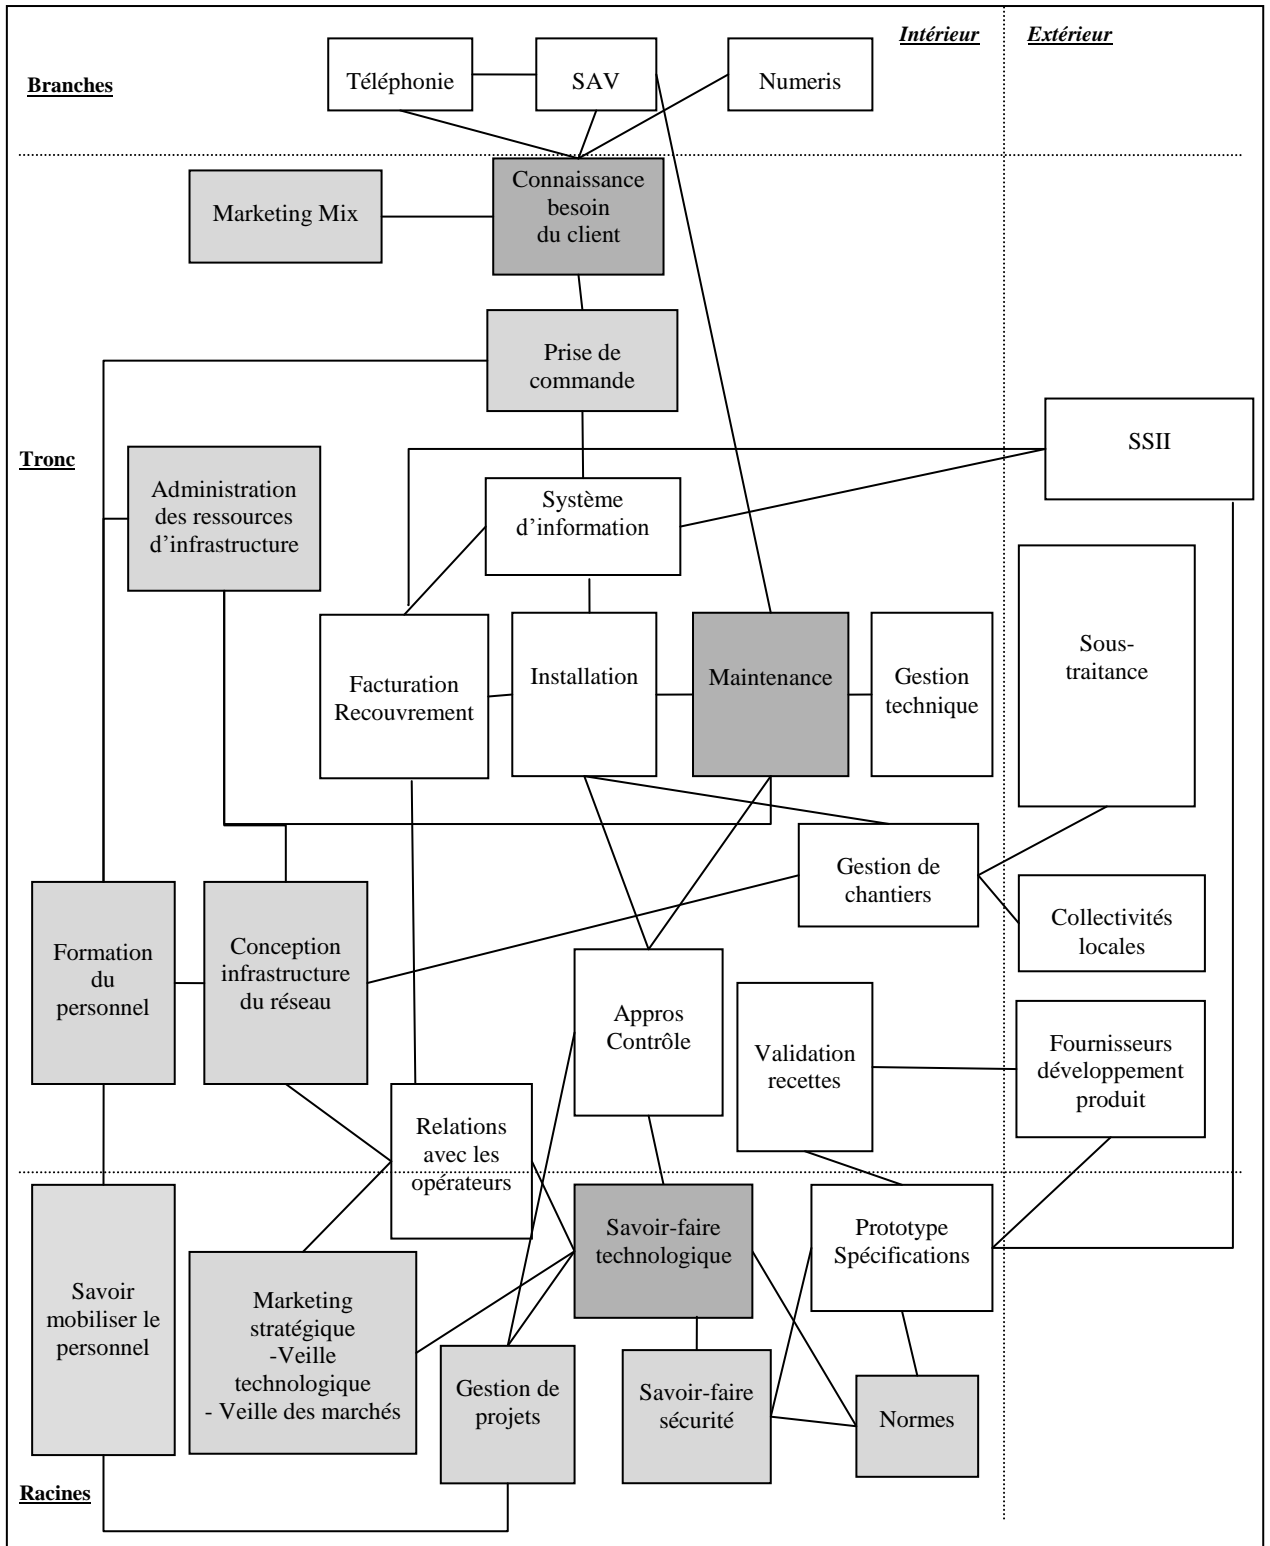 Intérieur
Extérieur
Branches
Téléphonie
SAV
Numeris
Marketing Mix
Connaissance
besoin
du client
Prise de
commande
Tronc
SSII
Administration
des ressources
d’infrastructure
Système
d’information
Facturation
Recouvrement
Installation
Maintenance
Gestion
technique
Sous-
traitance
Gestion de
chantiers
Collectivités
locales
Formation
du
personnel
Conception
infrastructure
du réseau
Appros
Contrôle
Validation
recettes
Fournisseurs
développement
produit
Relations
avec les
opérateurs
Savoir
mobiliser le
personnel
Marketing
stratégique
-Veille
technologique
- Veille des marchés
Savoir-faire
technologique
Prototype
Spécifications
Gestion de
projets
Savoir-faire
sécurité
Normes
Racines